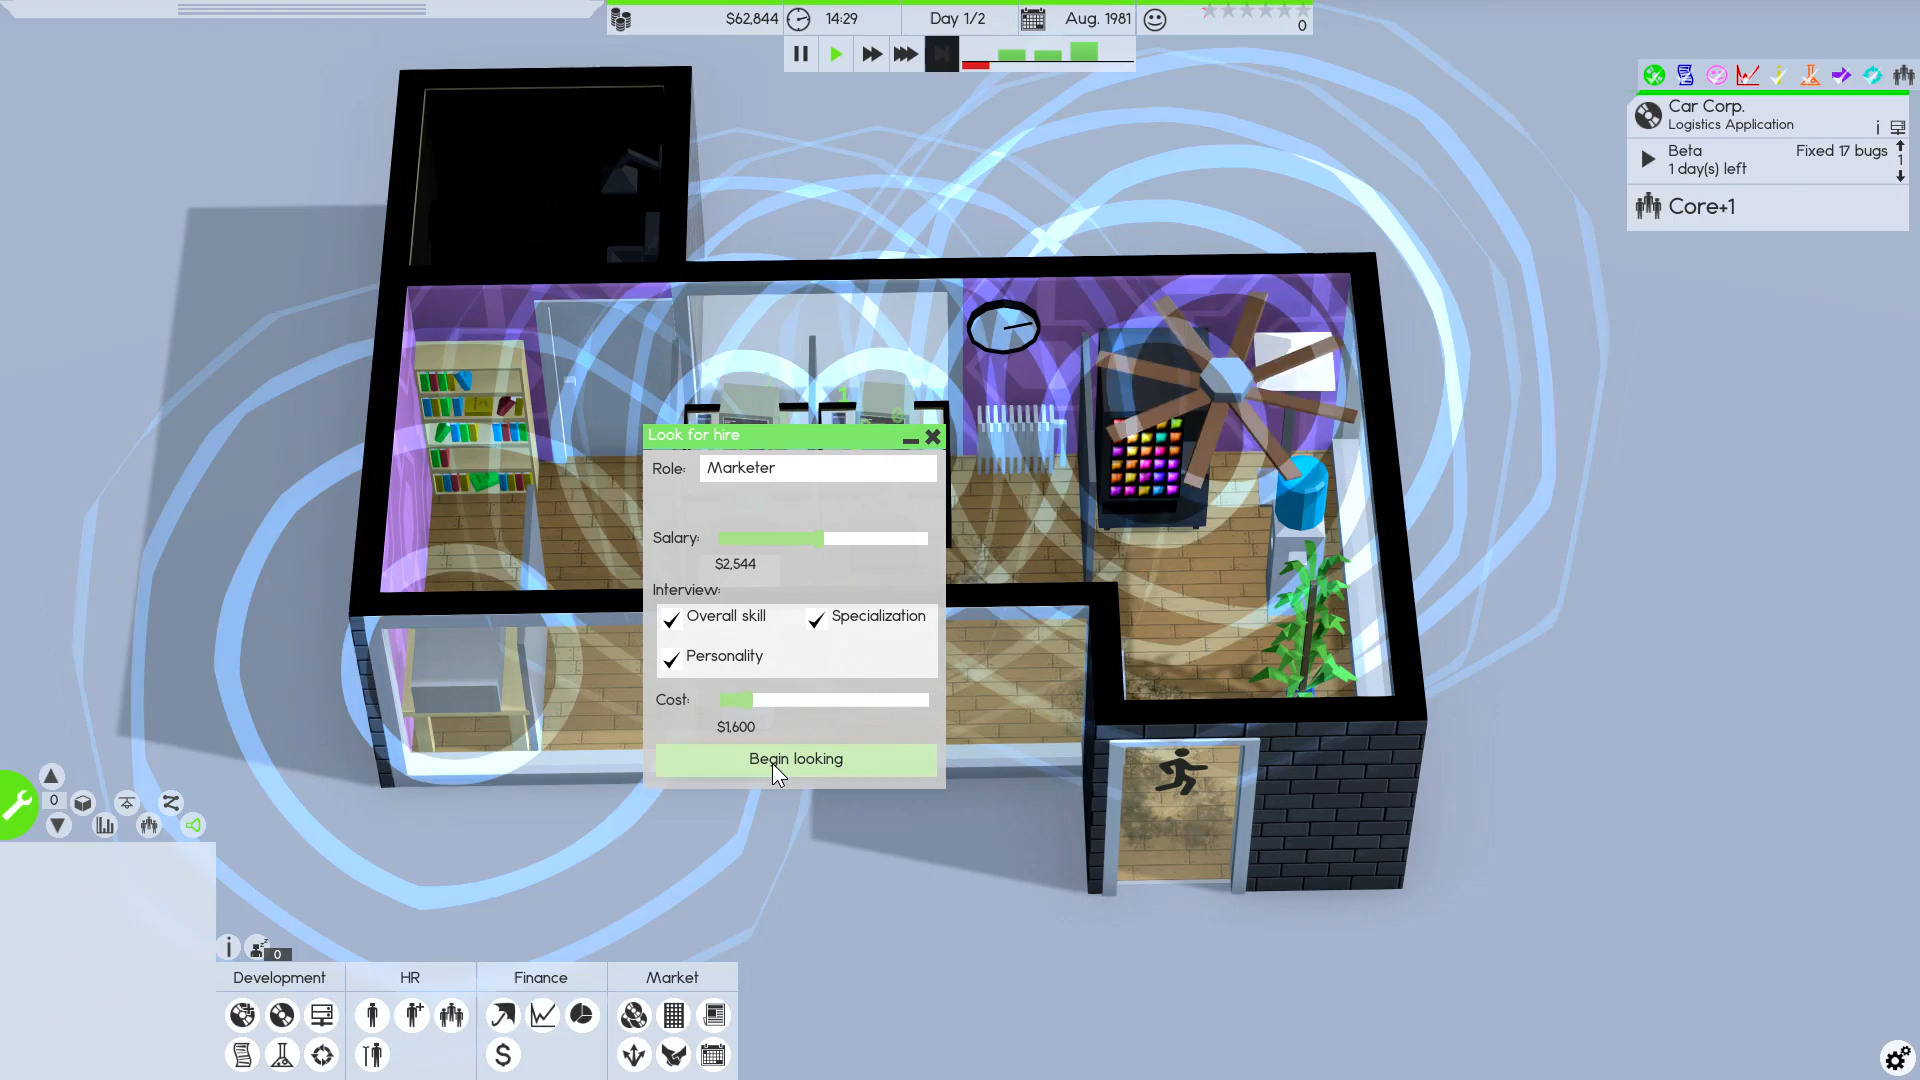 $62,844
14:29
Day 1/2
Aug. 1981
0
Car Corp.
Logistics Application
i
Beta
Fixed 17 bugs
1 day(s) left
1
Core+1
Look for hire
Role:
Marketer
Salary:
$2,544
Interview:
Overall skill
Specialization
Personality
Cost:
$1,600
Begin looking
0
i
0
Development
HR
Finance
Market